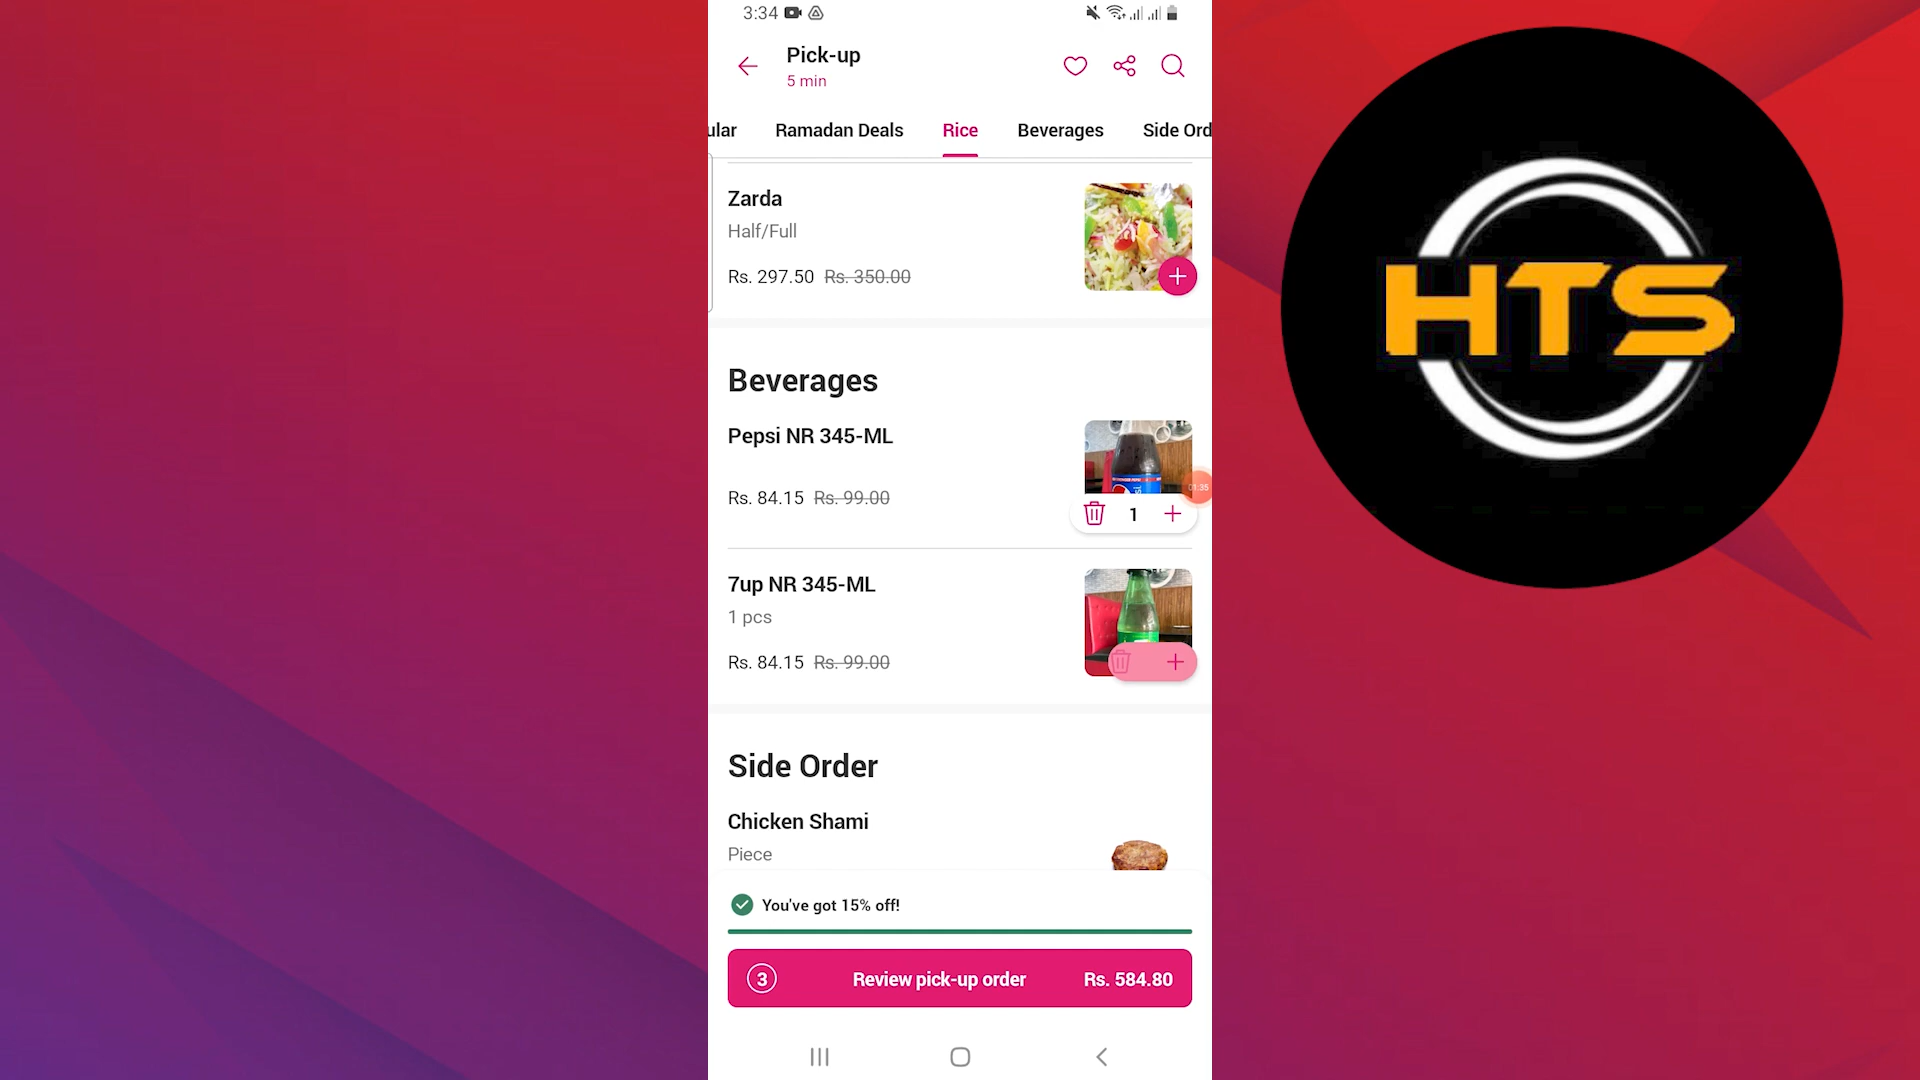 3:34
Pick-up
5 min
ular Ramadan Deals Rice Beverages Side Ord
Zarda
Half/Full
Rs. 297.50 Rs. 350.00
Beverages
Pepsi NR 345-ML
Rs. 84.15 Rs. 99.00
01:35
1
7up NR 345-ML
1 pcs
Rs. 84.15 Rs. 99.00
Side Order
Chicken Shami
Piece
You've got 15% off!
3 Review pick-up order Rs. 584.80
HTS